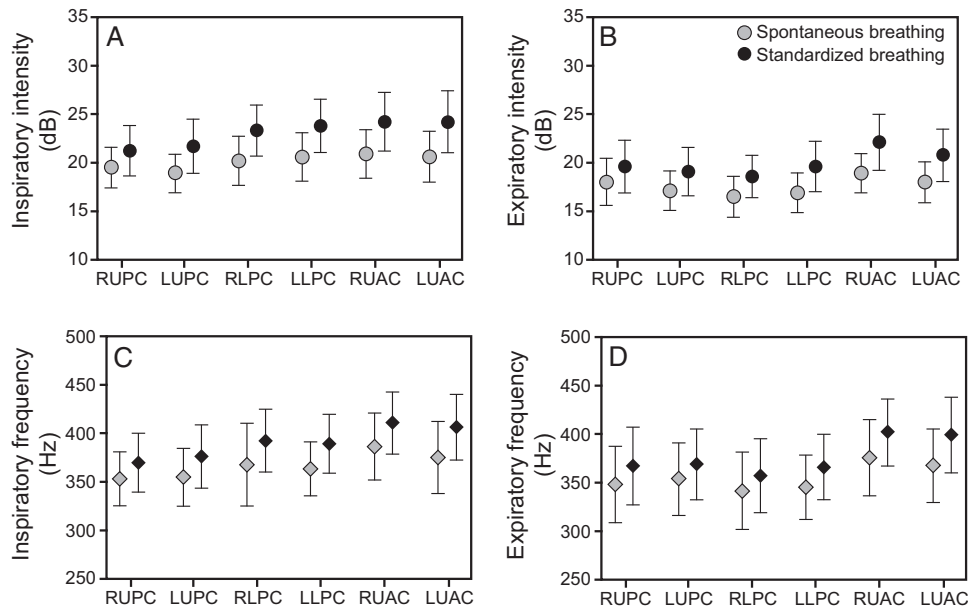 A
Inspiratory intensity
(dB)
35
30
25
20
15
10
RUPC LUPC RLPC LLPC RUAC LUAC
B
Spontaneous breathing
Standardized breathing
Expiratory intensity
(dB)
35
30
25
20
15
10
RUPC LUPC RLPC LLPC RUAC LUAC
C
Inspiratory frequency
(Hz)
500
450
400
350
300
250
RUPC LUPC RLPC LLPC RUAC LUAC
D
Expiratory frequency
(Hz)
500
450
400
350
300
250
RUPC LUPC RLPC LLPC RUAC LUAC